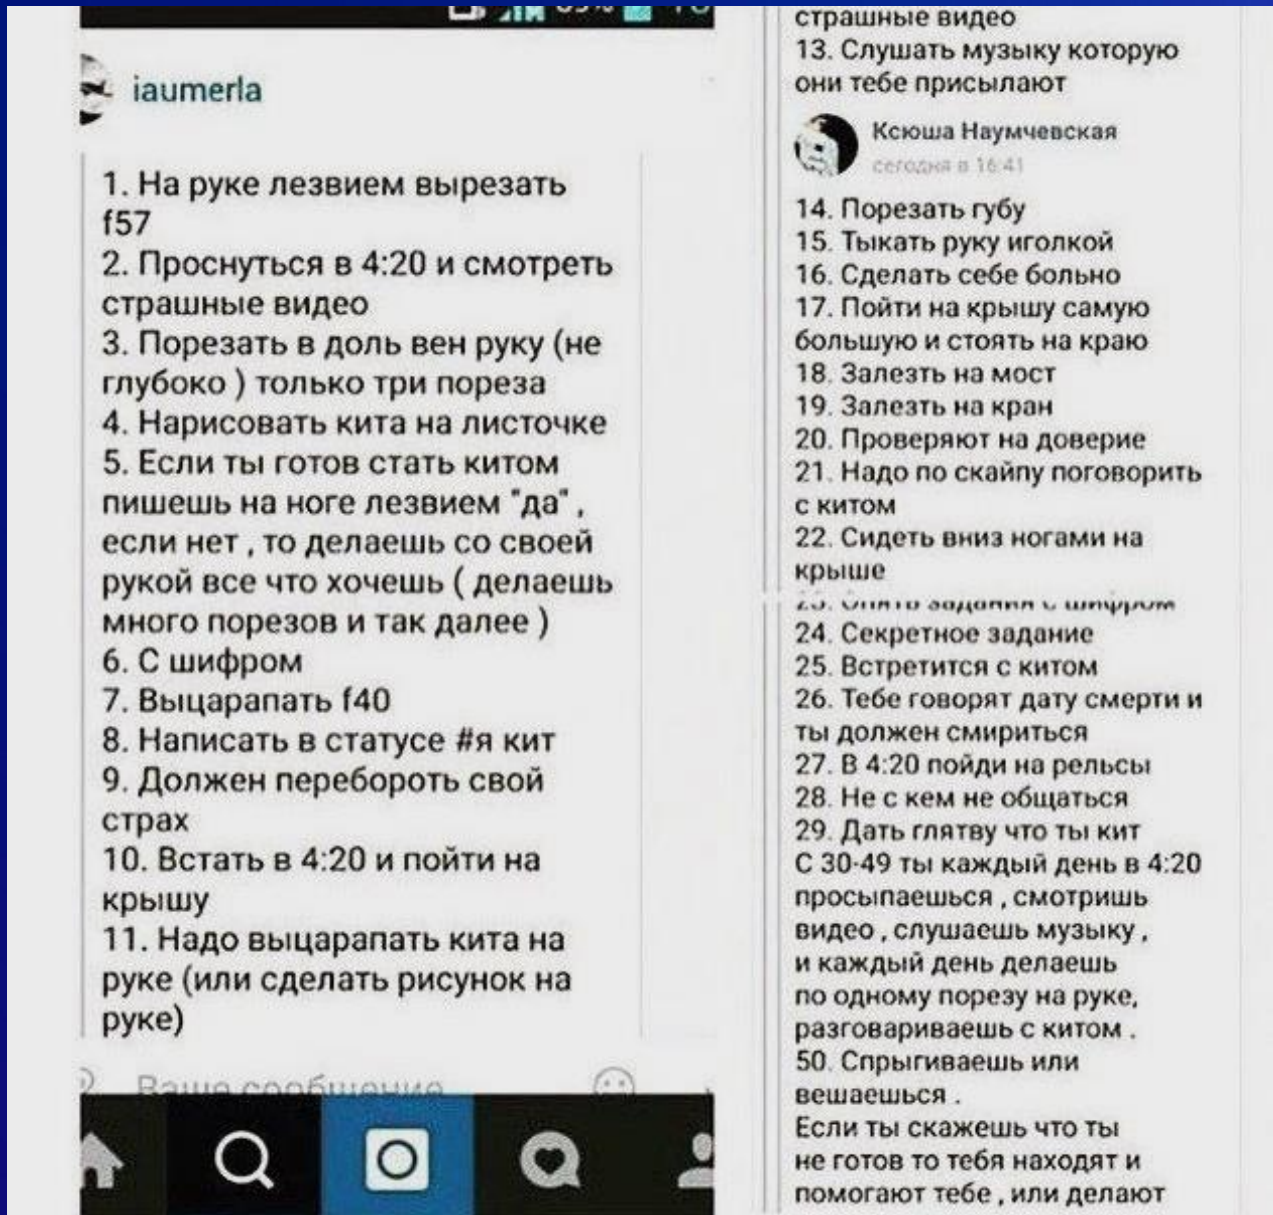 iaumerla
1. На руке лезвием вырезать
f57
2. Проснуться в 4:20 и смотреть
страшные видео
3. Порезать в доль вен руку (не
глубоко ) только три пореза
4. Нарисовать кита на листочке
5. Если ты готов стать китом
пишешь на ноге лезвием "да" ,
если нет , то делаешь со своей
рукой все что хочешь ( делаешь
много порезов и так далее )
6. С шифром
7. Выцарапать f40
8. Написать в статусе #я кит
9. Должен перебороть свой
страх
10. Встать в 4:20 и пойти на
крышу
11. Надо выцарапать кита на
руке (или сделать рисунок на
руке)
Ваше сообщение
страшные видео
13. Слушать музыку которую
они тебе присылают
Ксюша Наумчевская
сегодня в 16:41
14. Порезать губу
15. Тыкать руку иголкой
16. Сделать себе больно
17. Пойти на крышу самую
большую и стоять на краю
18. Залезть на мост
19. Залезть на кран
20. Проверяют на доверие
21. Надо по скайпу поговорить
с китом
22. Сидеть вниз ногами на
крыше
23. Опять задания с шифром
24. Секретное задание
25. Встретится с китом
26. Тебе говорят дату смерти и
ты должен смириться
27. В 4:20 пойди на рельсы
28. Не с кем не общаться
29. Дать глятву что ты кит
С 30-49 ты каждый день в 4:20
просыпаешься , смотришь
видео , слушаешь музыку ,
и каждый день делаешь
по одному порезу на руке,
разговариваешь с китом .
50. Спрыгиваешь или
вешаешься .
Если ты скажешь что ты
не готов то тебя находят и
помогают тебе , или делают